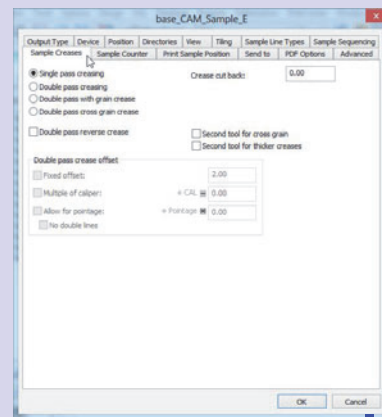 base_CAM_Sample_E
x
Output Type Device Position Directories View Tiling Sample Line Types Sample Sequencing
Sample Creases Sample Counter Print Sample Position Send to PDF Options Advanced
Single pass creasing Crease cut back: 0.00
Double pass creasing
Double pass with grain crease
Double pass cross grain crease
Double pass reverse crease Second tool for cross grain
Second tool for thicker creases
Double pass crease offset
Fixed offset: 2.00
Multiple of caliper: + CAL 0.00
Allow for pointage: + Pointage 0.00
No double lines
OK Cancel